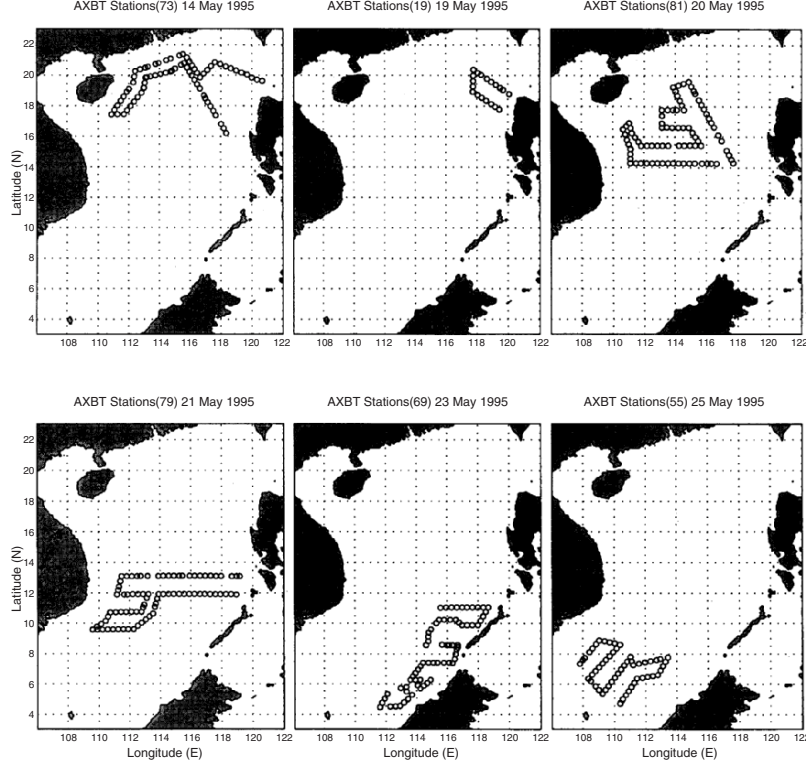 AXBT Stations(73) 14 May 1995
AXBT Stations(19) 19 May 1995
AXBT Stations(81) 20 May 1995
22
20
18
16
14
12
10
8
6
4
Latitude (N)
108 110 112 114 116 118 120 122
108 110 112 114 116 118 120 122
108 110 112 114 116 118 120 122
AXBT Stations(79) 21 May 1995
AXBT Stations(69) 23 May 1995
AXBT Stations(55) 25 May 1995
22
20
18
16
14
12
10
8
6
4
Latitude (N)
108 110 112 114 116 118 120 122
108 110 112 114 116 118 120 122
108 110 112 114 116 118 120 122
Longitude (E)
Longitude (E)
Longitude (E)